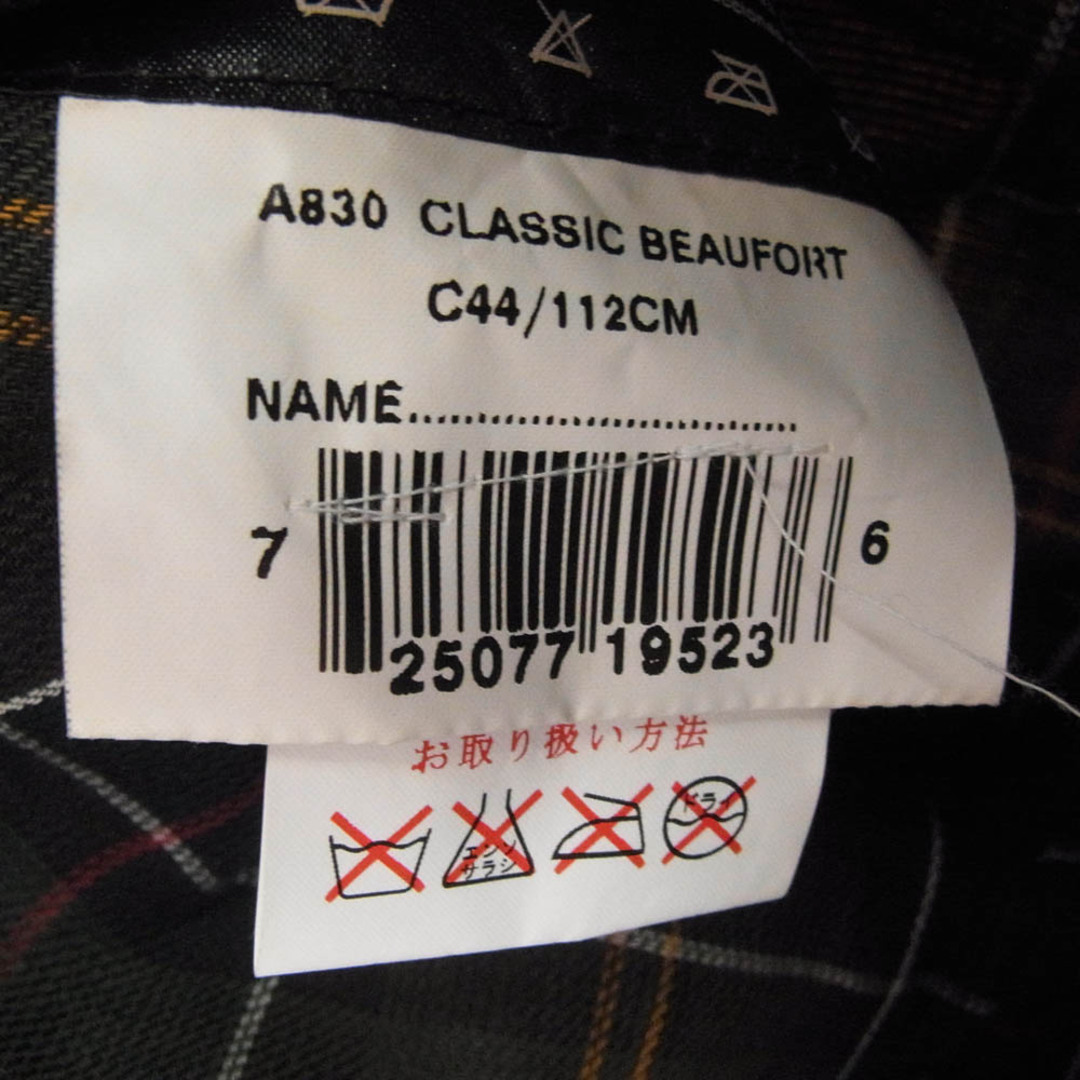 A830 CLASSIC BEAUFORT
C44/112CM
NAME..............................
7 25077 19523 6
お取り扱い方法
エンソ
サラシ
ドライ